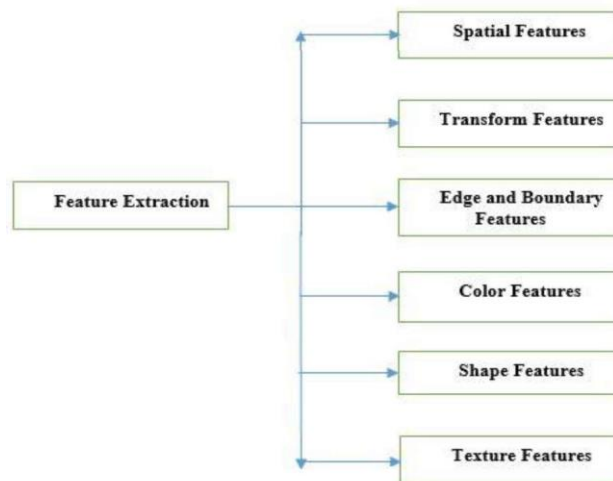 Spatial Features
Transform Features
Feature Extraction
Edge and Boundary
Features
Color Features
Shape Features
Texture Features